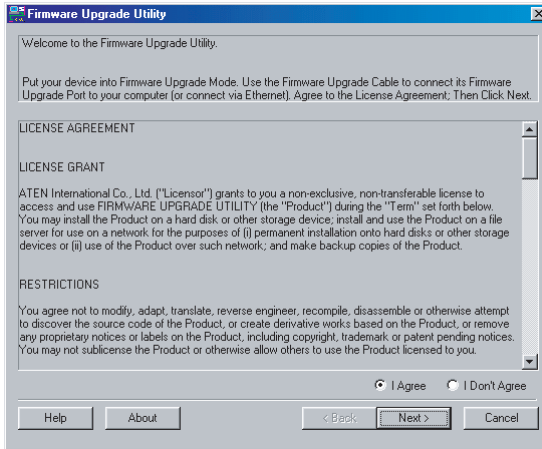 Firmware Upgrade Utility
Welcome to the Firmware Upgrade Utility.
Put your device into Firmware Upgrade Mode. Use the Firmware Upgrade Cable to connect its Firmware
Upgrade Port to your computer (or connect via Ethernet). Agree to the License Agreement; Then Click Next.
LICENSE AGREEMENT
LICENSE GRANT
ATEN International Co., Ltd. ("Licensor") grants to you a non-exclusive, non-transferable license to
access and use FIRMWARE UPGRADE UTILITY (the "Product") during the "Term" set forth below.
You may install the Product on a hard disk or other storage device; install and use the Product on a file
server for use on a network for the purposes of (i) permanent installation onto hard disks or other storage
devices or (ii) use of the Product over such network; and make backup copies of the Product.
RESTRICTIONS
You agree not to modify, adapt, translate, reverse engineer, recompile, disassemble or otherwise attempt
to discover the source code of the Product, or create derivative works based on the Product, or remove
any proprietary notices or labels on the Product, including copyright, trademark or patent pending notices.
You may not sublicense the Product or otherwise allow others to use the Product licensed to you.
I Agree I Don't Agree
Help About < Back Next > Cancel